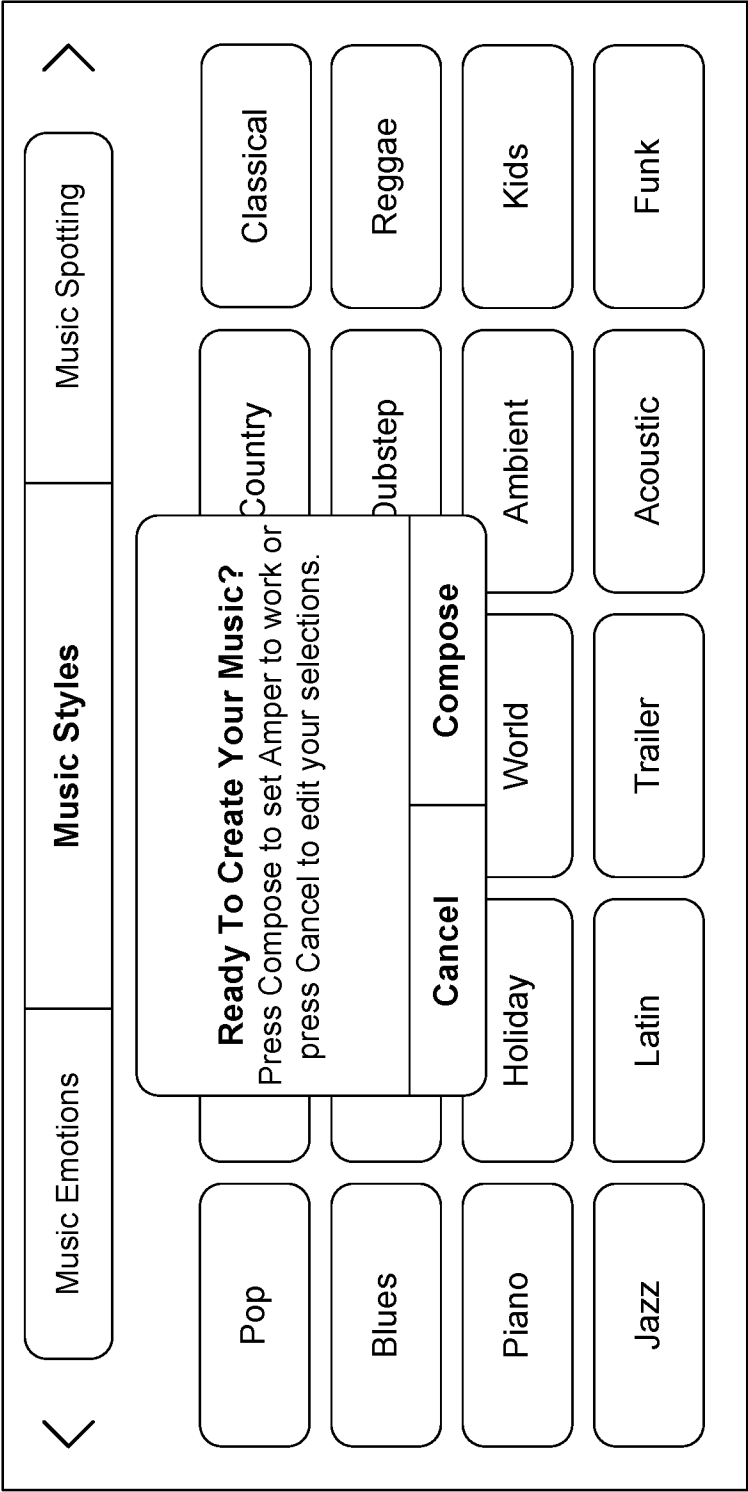 Music Emotions
Music Styles
Music Spotting
Ready To Create Your Music?
Press Compose to set Amper to work or
press Cancel to edit your selections.
Cancel
Compose
Pop
Country
Classical
Blues
Dubstep
Reggae
Piano
Holiday
World
Ambient
Kids
Jazz
Latin
Trailer
Acoustic
Funk